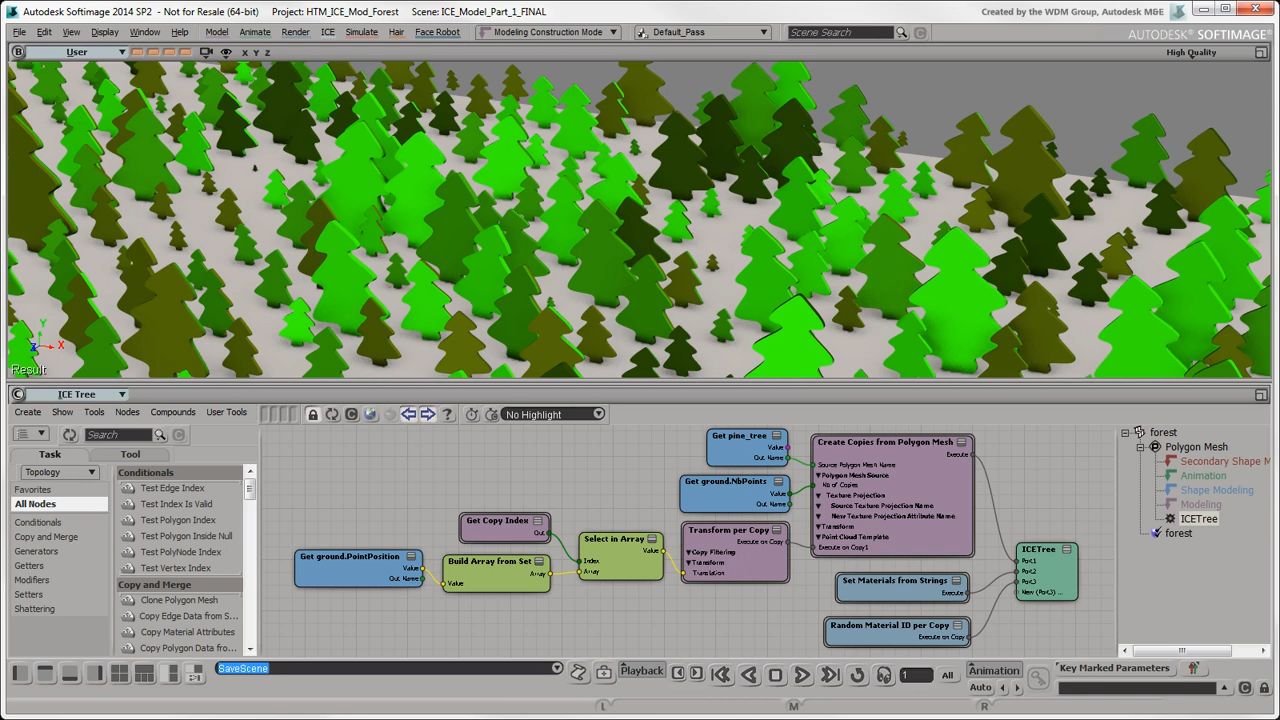 Autodesk Softimage 2014 SP2 - Not for Resale (64-bit) Project: HTM_ICE_Mod_Forest Scene: ICE_Model_Part_1_FINAL
Created by the WDM Group, Autodesk M&E
File Edit View Display Window Help Model Animate Render ICE Simulate Hair Face Robot Modeling Construction Mode Default_Pass Scene Search
AUTODESK® SOFTIMAGE®
B User X Y Z High Quality
Y
Z X
Result
C ICE Tree
Create Show Tools Nodes Compounds User Tools No Highlight
Search
Task Tool
Topology
Favorites
All Nodes
Conditionals
Copy and Merge
Generators
Getters
Modifiers
Setters
Shattering
Conditionals
Test Edge Index
Test Index Is Valid
Test Polygon Index
Test Polygon Inside Null
Test PolyNode Index
Test Vertex Index
Copy and Merge
Clone Polygon Mesh
Copy Edge Data from S...
Copy Material Attributes
Copy Polygon Data fro...
Get ground.PointPosition
Value
Out Name
Get Copy Index
Out
Build Array from Set
Array
Value
Select in Array
Value
Index
Array
Get pine_tree
Value
Out Name
Get ground.NbPoints
Value
Out Name
Transform per Copy
Execute on Copy
Copy Filtering
Transform
Translation
Create Copies from Polygon Mesh
Execute
Source Polygon Mesh Name
Polygon Mesh Source
Nb of Copies
Texture Projection
Source Texture Projection Name
New Texture Projection Attribute Name
Transform
Point Cloud Template
Execute on Copy1
Set Materials from Strings
Execute
Random Material ID per Copy
Execute on Copy
ICETree
Port1
Port2
Port3
New (Port3) ...
forest
Polygon Mesh
Secondary Shape M
Animation
Shape Modeling
Modeling
ICETree
forest
SaveScene
Playback
1
All
Animation
Auto
Key Marked Parameters
L M R